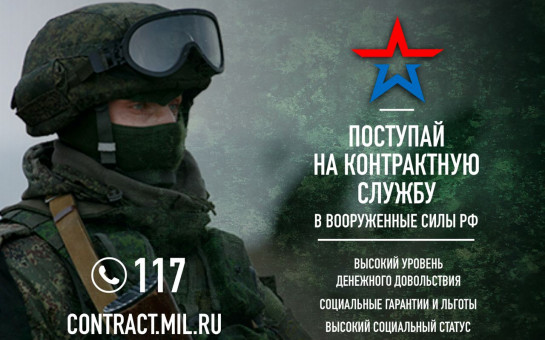 ПОСТУПАЙ
НА КОНТРАКТНУЮ
СЛУЖБУ
В ВООРУЖЕННЫЕ СИЛЫ РФ
ВЫСОКИЙ УРОВЕНЬ
ДЕНЕЖНОГО ДОВОЛЬСТВИЯ
СОЦИАЛЬНЫЕ ГАРАНТИИ И ЛЬГОТЫ
ВЫСОКИЙ СОЦИАЛЬНЫЙ СТАТУС
117
CONTRACT.MIL.RU